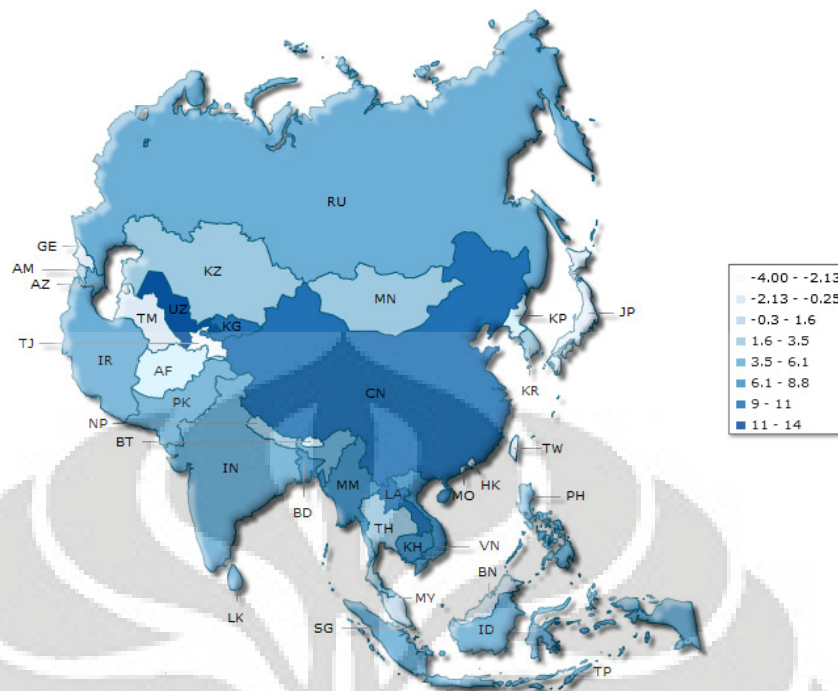 RU
GE
AM
AZ
KZ
MN
UZ
TM
KG
TJ
KP
JP
IR
AF
KR
PK
CN
NP
BT
IN
MM
BD
LA
MO
HK
TW
TH
PH
KH
VN
BN
MY
LK
SG
ID
TP
-4.00 - -2.13
-2.13 - -0.25
-0.3 - 1.6
1.6 - 3.5
3.5 - 6.1
6.1 - 8.8
9 - 11
11 - 14